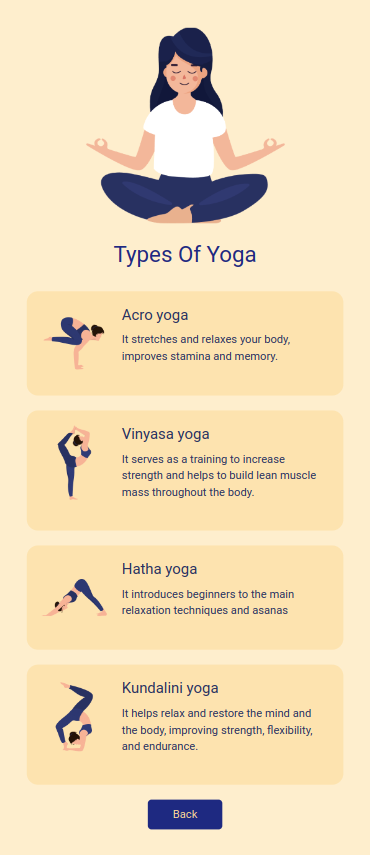 Types Of Yoga
Acro yoga
It stretches and relaxes your body,
improves stamina and memory.
Vinyasa yoga
It serves as a training to increase
strength and helps to build lean muscle
mass throughout the body.
Hatha yoga
It introduces beginners to the main
relaxation techniques and asanas
Kundalini yoga
It helps relax and restore the mind and
the body, improving strength, flexibility,
and endurance.
Back